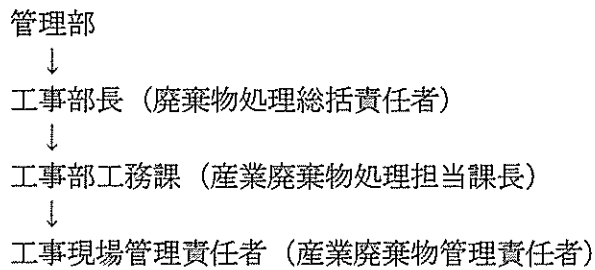 管理部
↓
工事部長（廃棄物処理総括責任者）
↓
工事部工務課（産業廃棄物処理担当課長）
↓
工事現場管理責任者（産業廃棄物管理責任者）